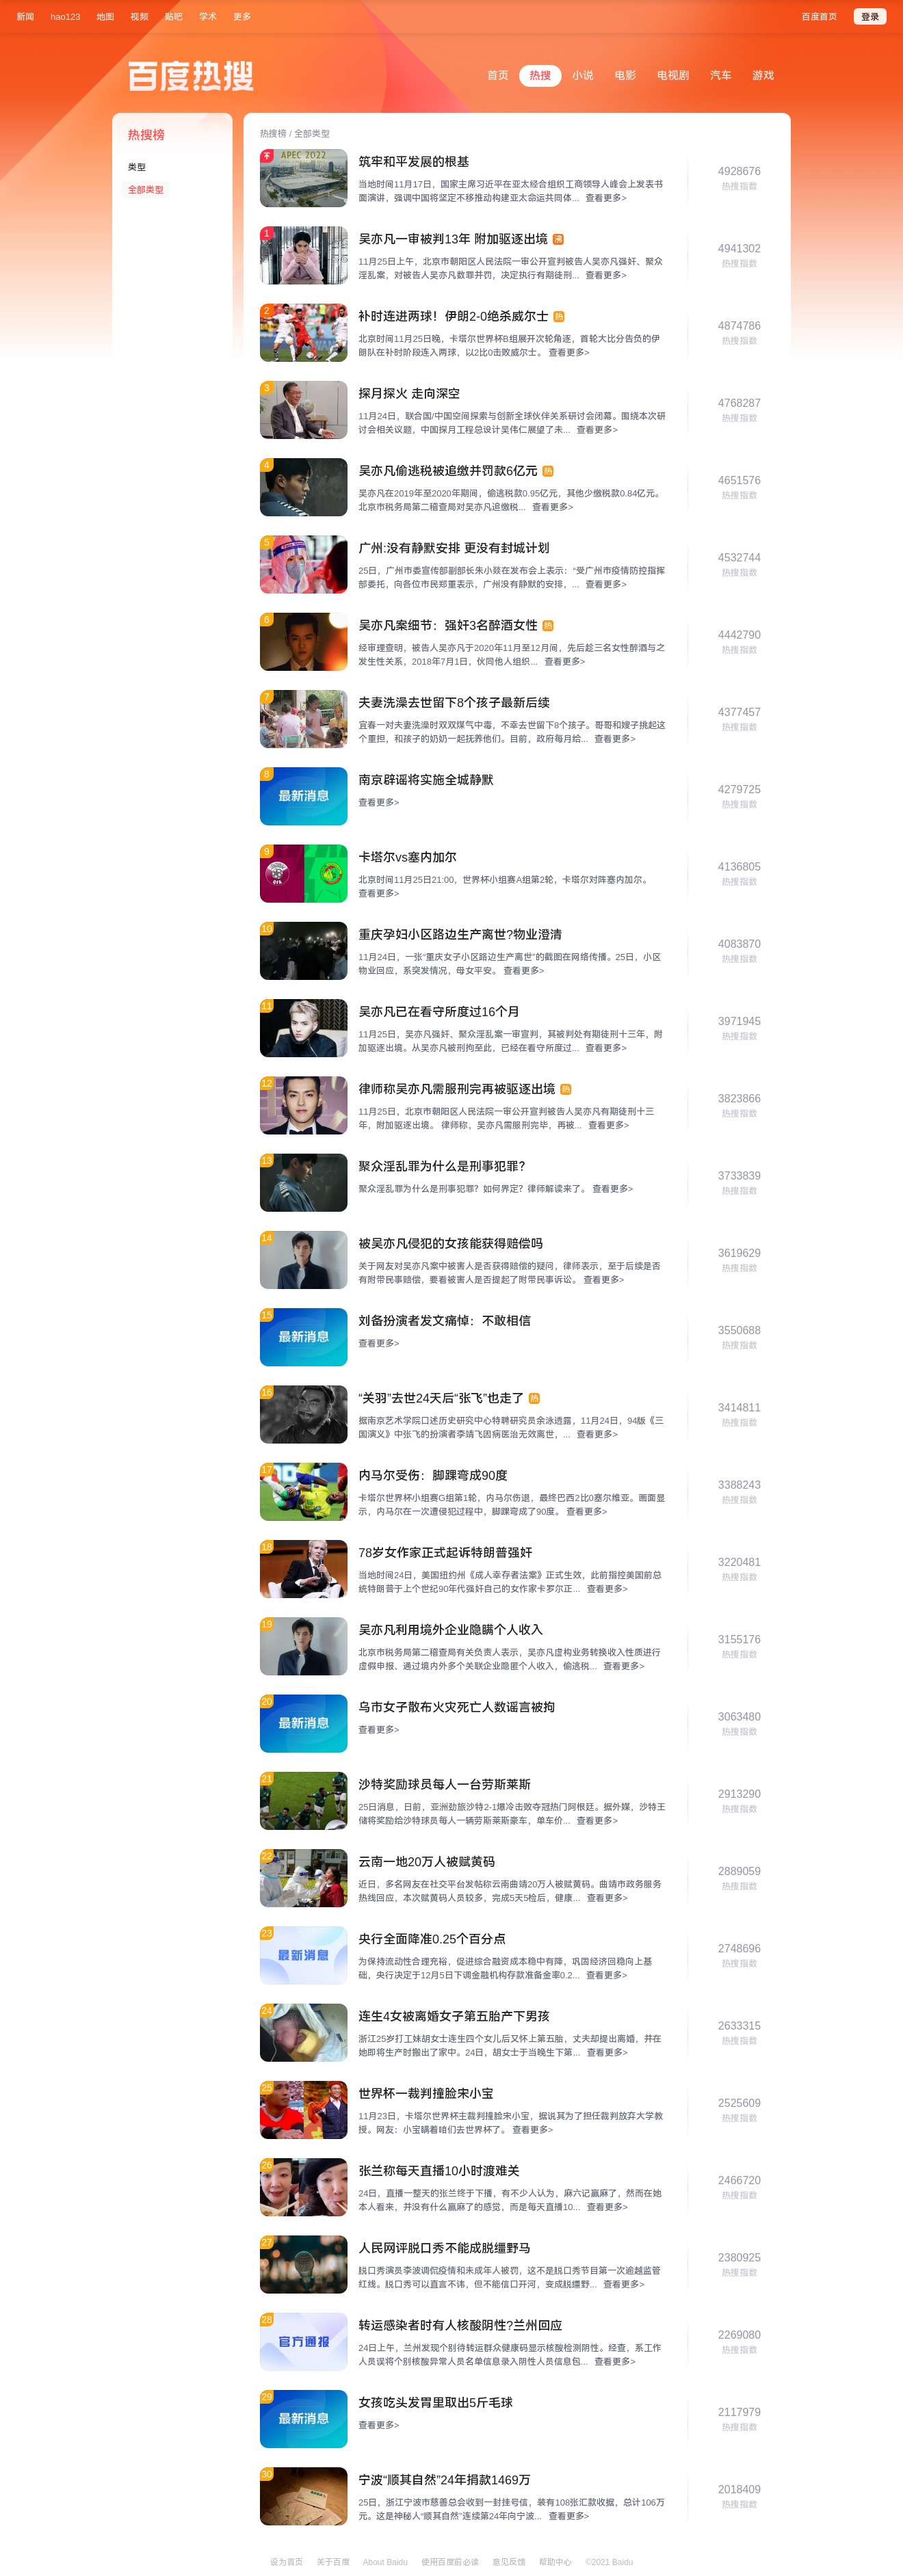 新闻 hao123 地图 视频 贴吧 学术 更多 百度首页 登录
百度热搜
首页 热搜 小说 电影 电视剧 汽车 游戏
热搜榜
类型
全部类型
热搜榜 / 全部类型
APEC 2022
筑牢和平发展的根基
当地时间11月17日，国家主席习近平在亚太经合组织工商领导人峰会上发表书
面演讲，强调中国将坚定不移推动构建亚太命运共同体... 查看更多>
4928676
热搜指数
1
吴亦凡一审被判13年 附加驱逐出境 沸
11月25日上午，北京市朝阳区人民法院一审公开宣判被告人吴亦凡强奸、聚众
淫乱案，对被告人吴亦凡数罪并罚，决定执行有期徒刑... 查看更多>
4941302
热搜指数
2
补时连进两球！伊朗2-0绝杀威尔士 热
北京时间11月25日晚，卡塔尔世界杯B组展开次轮角逐，首轮大比分告负的伊
朗队在补时阶段连入两球，以2比0击败威尔士。 查看更多>
4874786
热搜指数
3
探月探火 走向深空
11月24日，联合国/中国空间探索与创新全球伙伴关系研讨会闭幕。围绕本次研
讨会相关议题，中国探月工程总设计吴伟仁展望了未... 查看更多>
4768287
热搜指数
4
吴亦凡偷逃税被追缴并罚款6亿元 热
吴亦凡在2019年至2020年期间，偷逃税款0.95亿元，其他少缴税款0.84亿元。
北京市税务局第二稽查局对吴亦凡追缴税... 查看更多>
4651576
热搜指数
5
广州:没有静默安排 更没有封城计划
25日，广州市委宣传部副部长朱小燚在发布会上表示：“受广州市疫情防控指挥
部委托，向各位市民郑重表示，广州没有静默的安排，... 查看更多>
4532744
热搜指数
6
吴亦凡案细节：强奸3名醉酒女性 热
经审理查明，被告人吴亦凡于2020年11月至12月间，先后趁三名女性醉酒与之
发生性关系，2018年7月1日，伙同他人组织... 查看更多>
4442790
热搜指数
7
夫妻洗澡去世留下8个孩子最新后续
宜春一对夫妻洗澡时双双煤气中毒，不幸去世留下8个孩子。哥哥和嫂子挑起这
个重担，和孩子的奶奶一起抚养他们。目前，政府每月给... 查看更多>
4377457
热搜指数
8
最新消息
南京辟谣将实施全城静默
查看更多>
4279725
热搜指数
9
卡塔尔vs塞内加尔
北京时间11月25日21:00，世界杯小组赛A组第2轮，卡塔尔对阵塞内加尔。
查看更多>
4136805
热搜指数
10
重庆孕妇小区路边生产离世?物业澄清
11月24日，一张“重庆女子小区路边生产离世”的截图在网络传播。25日，小区
物业回应，系突发情况，母女平安。 查看更多>
4083870
热搜指数
11
吴亦凡已在看守所度过16个月
11月25日，吴亦凡强奸、聚众淫乱案一审宣判，其被判处有期徒刑十三年，附
加驱逐出境。从吴亦凡被刑拘至此，已经在看守所度过... 查看更多>
3971945
热搜指数
12
律师称吴亦凡需服刑完再被驱逐出境 热
11月25日，北京市朝阳区人民法院一审公开宣判被告人吴亦凡有期徒刑十三
年，附加驱逐出境。 律师称，吴亦凡需服刑完毕，再被... 查看更多>
3823866
热搜指数
13
聚众淫乱罪为什么是刑事犯罪？
聚众淫乱罪为什么是刑事犯罪？如何界定？律师解读来了。 查看更多>
3733839
热搜指数
14
被吴亦凡侵犯的女孩能获得赔偿吗
关于网友对吴亦凡案中被害人是否获得赔偿的疑问，律师表示，至于后续是否
有附带民事赔偿，要看被害人是否提起了附带民事诉讼。 查看更多>
3619629
热搜指数
15
最新消息
刘备扮演者发文痛悼：不敢相信
查看更多>
3550688
热搜指数
16
“关羽”去世24天后“张飞”也走了 热
据南京艺术学院口述历史研究中心特聘研究员余泳透露，11月24日，94版《三
国演义》中张飞的扮演者李靖飞因病医治无效离世，... 查看更多>
3414811
热搜指数
17
内马尔受伤：脚踝弯成90度
卡塔尔世界杯小组赛G组第1轮，内马尔伤退，最终巴西2比0塞尔维亚。画面显
示，内马尔在一次遭侵犯过程中，脚踝弯成了90度。 查看更多>
3388243
热搜指数
18
78岁女作家正式起诉特朗普强奸
当地时间24日，美国纽约州《成人幸存者法案》正式生效，此前指控美国前总
统特朗普于上个世纪90年代强奸自己的女作家卡罗尔正... 查看更多>
3220481
热搜指数
19
吴亦凡利用境外企业隐瞒个人收入
北京市税务局第二稽查局有关负责人表示，吴亦凡虚构业务转换收入性质进行
虚假申报、通过境内外多个关联企业隐匿个人收入，偷逃税... 查看更多>
3155176
热搜指数
20
最新消息
乌市女子散布火灾死亡人数谣言被拘
查看更多>
3063480
热搜指数
21
沙特奖励球员每人一台劳斯莱斯
25日消息，日前，亚洲劲旅沙特2-1爆冷击败夺冠热门阿根廷。据外媒，沙特王
储将奖励给沙特球员每人一辆劳斯莱斯豪车，单车价... 查看更多>
2913290
热搜指数
22
云南一地20万人被赋黄码
近日，多名网友在社交平台发帖称云南曲靖20万人被赋黄码。曲靖市政务服务
热线回应，本次赋黄码人员较多，完成5天5检后，健康... 查看更多>
2889059
热搜指数
23
最新消息
央行全面降准0.25个百分点
为保持流动性合理充裕，促进综合融资成本稳中有降，巩固经济回稳向上基
础，央行决定于12月5日下调金融机构存款准备金率0.2... 查看更多>
2748696
热搜指数
24
连生4女被离婚女子第五胎产下男孩
浙江25岁打工妹胡女士连生四个女儿后又怀上第五胎，丈夫却提出离婚，并在
她即将生产时搬出了家中。24日，胡女士于当晚生下第... 查看更多>
2633315
热搜指数
25
世界杯一裁判撞脸宋小宝
11月23日，卡塔尔世界杯主裁判撞脸宋小宝，据说其为了担任裁判放弃大学教
授。网友：小宝瞒着咱们去世界杯了。 查看更多>
2525609
热搜指数
26
张兰称每天直播10小时渡难关
24日，直播一整天的张兰终于下播，有不少人认为，麻六记赢麻了，然而在她
本人看来，并没有什么赢麻了的感觉，而是每天直播10... 查看更多>
2466720
热搜指数
27
人民网评脱口秀不能成脱缰野马
脱口秀演员李波调侃疫情和未成年人被罚，这不是脱口秀节目第一次逾越监管
红线。脱口秀可以直言不讳，但不能信口开河，变成脱缰野... 查看更多>
2380925
热搜指数
28
官方通报
转运感染者时有人核酸阴性?兰州回应
24日上午，兰州发现个别待转运群众健康码显示核酸检测阴性。经查，系工作
人员误将个别核酸异常人员名单信息录入阴性人员信息包... 查看更多>
2269080
热搜指数
29
最新消息
女孩吃头发胃里取出5斤毛球
查看更多>
2117979
热搜指数
30
宁波“顺其自然”24年捐款1469万
25日，浙江宁波市慈善总会收到一封挂号信，装有108张汇款收据，总计106万
元。这是神秘人“顺其自然”连续第24年向宁波... 查看更多>
2018409
热搜指数
设为首页 关于百度 About Baidu 使用百度前必读 意见反馈 帮助中心 ©2021 Baidu